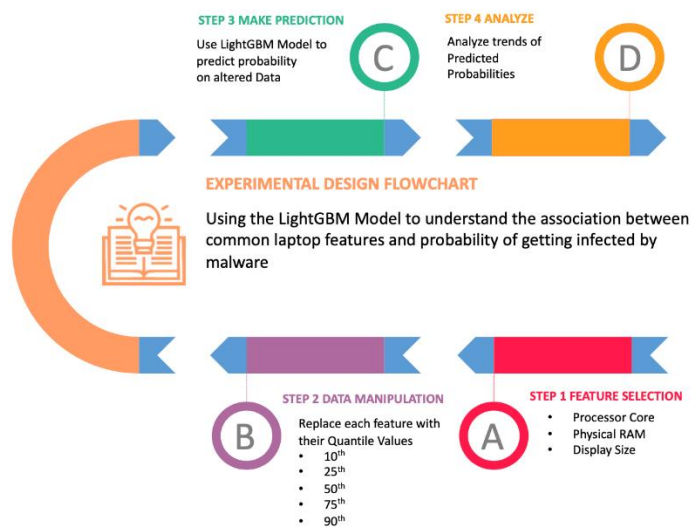 STEP 3 MAKE PREDICTION
Use LightGBM Model to
predict probability
on altered Data
C
STEP 4 ANALYZE
Analyze trends of
Predicted
Probabilities
D
EXPERIMENTAL DESIGN FLOWCHART
Using the LightGBM Model to understand the association between
common laptop features and probability of getting infected by
malware
B
STEP 2 DATA MANIPULATION
Replace each feature with
their Quantile Values
• 10th
• 25th
• 50th
• 75th
• 90th
A
STEP 1 FEATURE SELECTION
• Processor Core
• Physical RAM
• Display Size